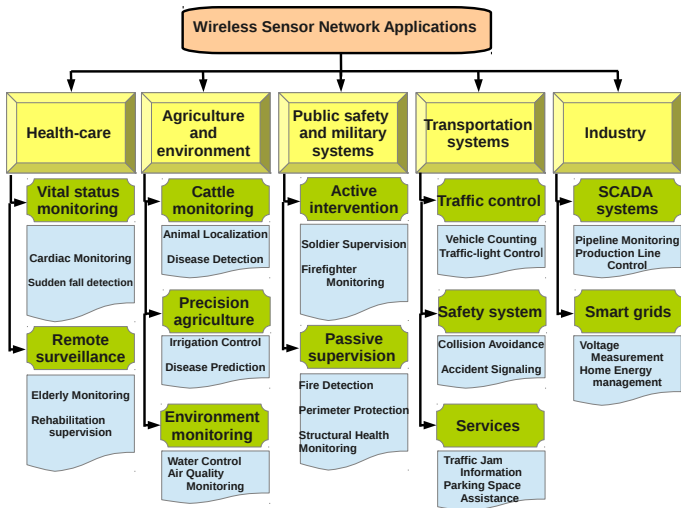 Wireless Sensor Network Applications
Health-care
Vital status
monitoring
Cardiac Monitoring
Sudden fall detection
Remote
surveillance
Elderly Monitoring
Rehabilitation
supervision
Agriculture
and
environment
Cattle
monitoring
Animal Localization
Disease Detection
Precision
agriculture
Irrigation Control
Disease Prediction
Environment
monitoring
Water Control
Air Quality
Monitoring
Public safety
and military
systems
Active
intervention
Soldier Supervision
Firefighter
Monitoring
Passive
supervision
Fire Detection
Perimeter Protection
Structural Health
Monitoring
Transportation
systems
Traffic control
Vehicle Counting
Traffic-light Control
Safety system
Collision Avoidance
Accident Signaling
Services
Traffic Jam
Information
Parking Space
Assistance
Industry
SCADA
systems
Pipeline Monitoring
Production Line
Control
Smart grids
Voltage
Measurement
Home Energy
management